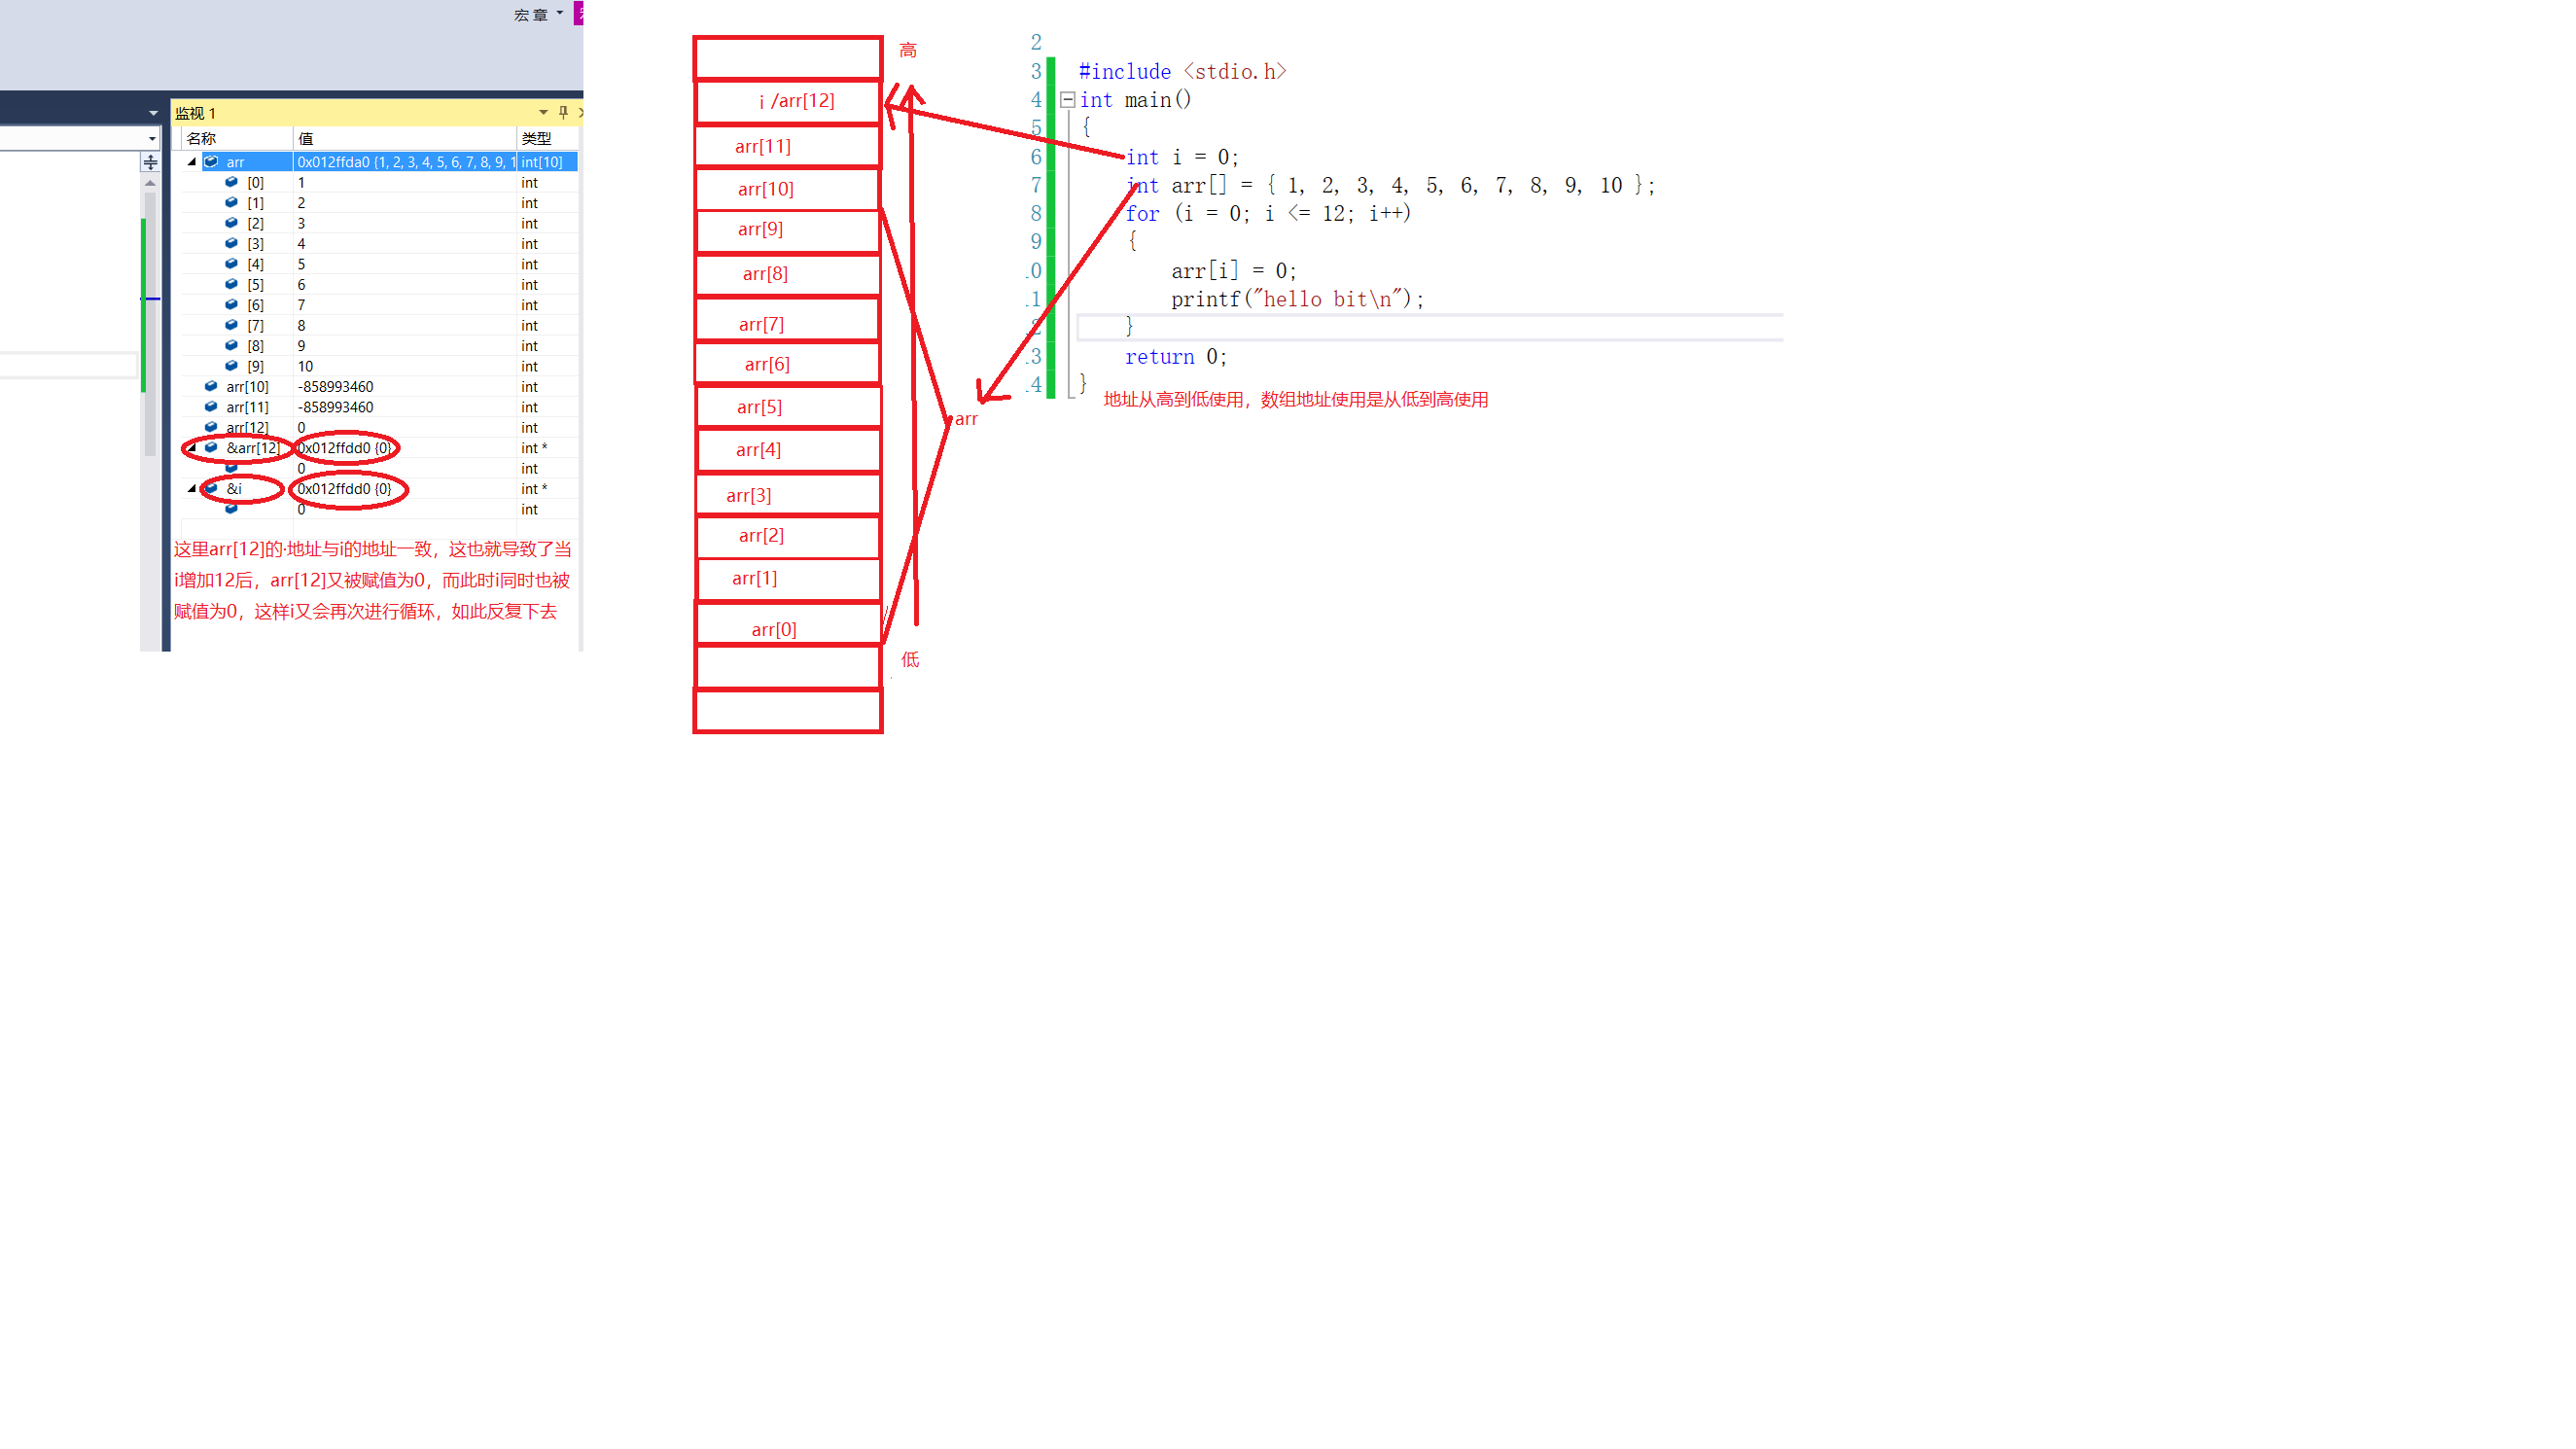 宏 章
监视 1
名称 值 类型
arr 0x012ffda0 {1, 2, 3, 4, 5, 6, 7, 8, 9, 1 int[10]
[0] 1 int
[1] 2 int
[2] 3 int
[3] 4 int
[4] 5 int
[5] 6 int
[6] 7 int
[7] 8 int
[8] 9 int
[9] 10 int
arr[10] -858993460 int
arr[11] -858993460 int
arr[12] 0 int
&arr[12] 0x012ffdd0 {0} int *
0 int
&i 0x012ffdd0 {0} int *
0 int
这里arr[12]的·地址与i的地址一致，这也就导致了当
i增加12后，arr[12]又被赋值为0，而此时i同时也被
赋值为0，这样i又会再次进行循环，如此反复下去
高
i /arr[12]
arr[11]
arr[10]
arr[9]
arr[8]
arr[7]
arr[6]
arr[5]
arr[4]
arr[3]
arr[2]
arr[1]
arr[0]
低
arr
2
3 #include <stdio.h>
4 int main()
5 {
6 int i = 0;
7 int arr[] = { 1, 2, 3, 4, 5, 6, 7, 8, 9, 10 };
8 for (i = 0; i <= 12; i++)
9 {
.0 arr[i] = 0;
.1 printf("hello bit\n");
.2 }
.3 return 0;
.4 }
地址从高到低使用，数组地址使用是从低到高使用